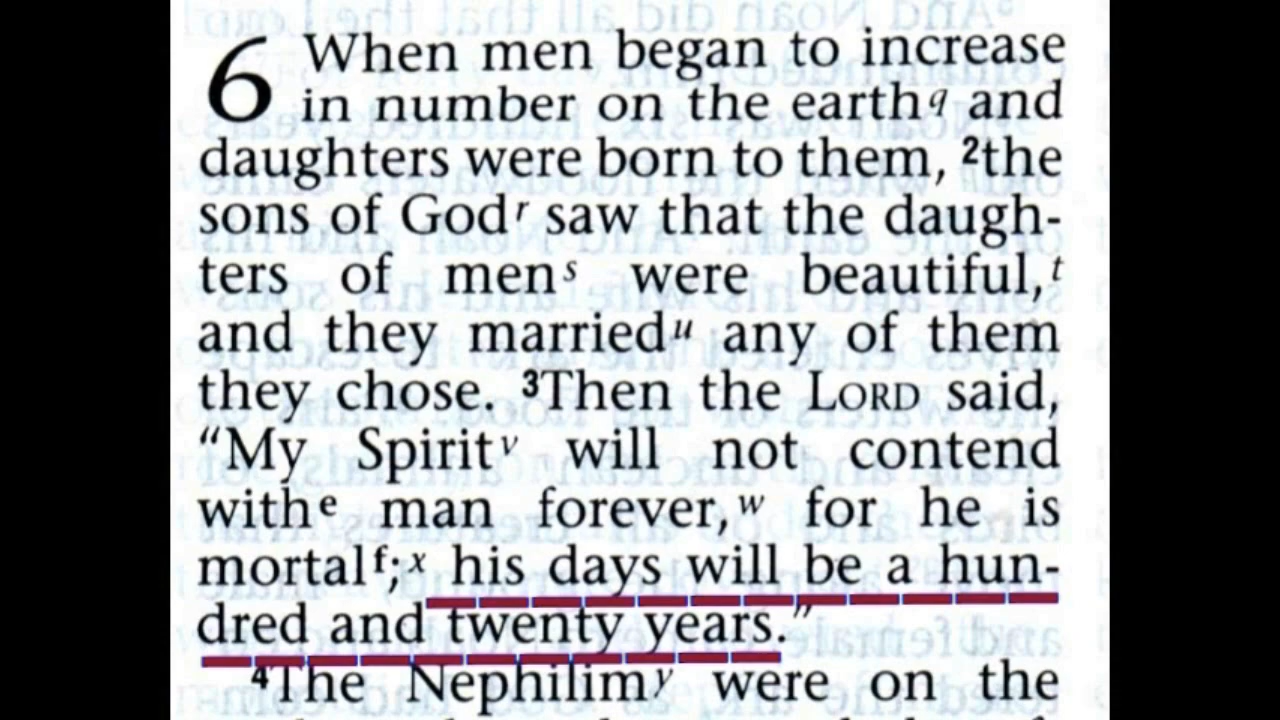 6 When men began to increase
in number on the earthq and
daughters were born to them, 2the
sons of Godr saw that the daugh-
ters of mens were beautiful,t
and they marriedu any of them
they chose. 3Then the LORD said,
“My Spiritv will not contend
withe man forever,w for he is
mortalf;x his days will be a hun-
dred and twenty years.”
4The Nephilimy were on the